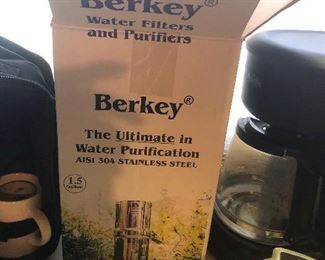 Berkey®
Water Filters
and Purifiers
Berkey®
The Ultimate in
Water Purification
AISI 304 STAINLESS STEEL
1.5